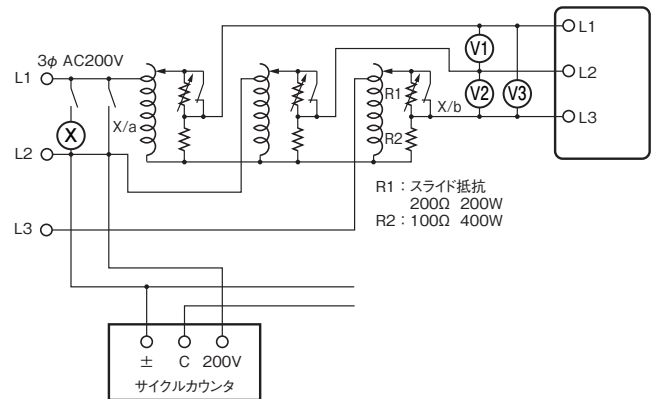 3φ AC200V
L1
L2
L3
X
X/a
R1
R2
X/b
V1
V2
V3
L1
L2
L3
R1：スライド抵抗
200Ω 200W
R2：100Ω 400W
± C 200V
サイクルカウンタ